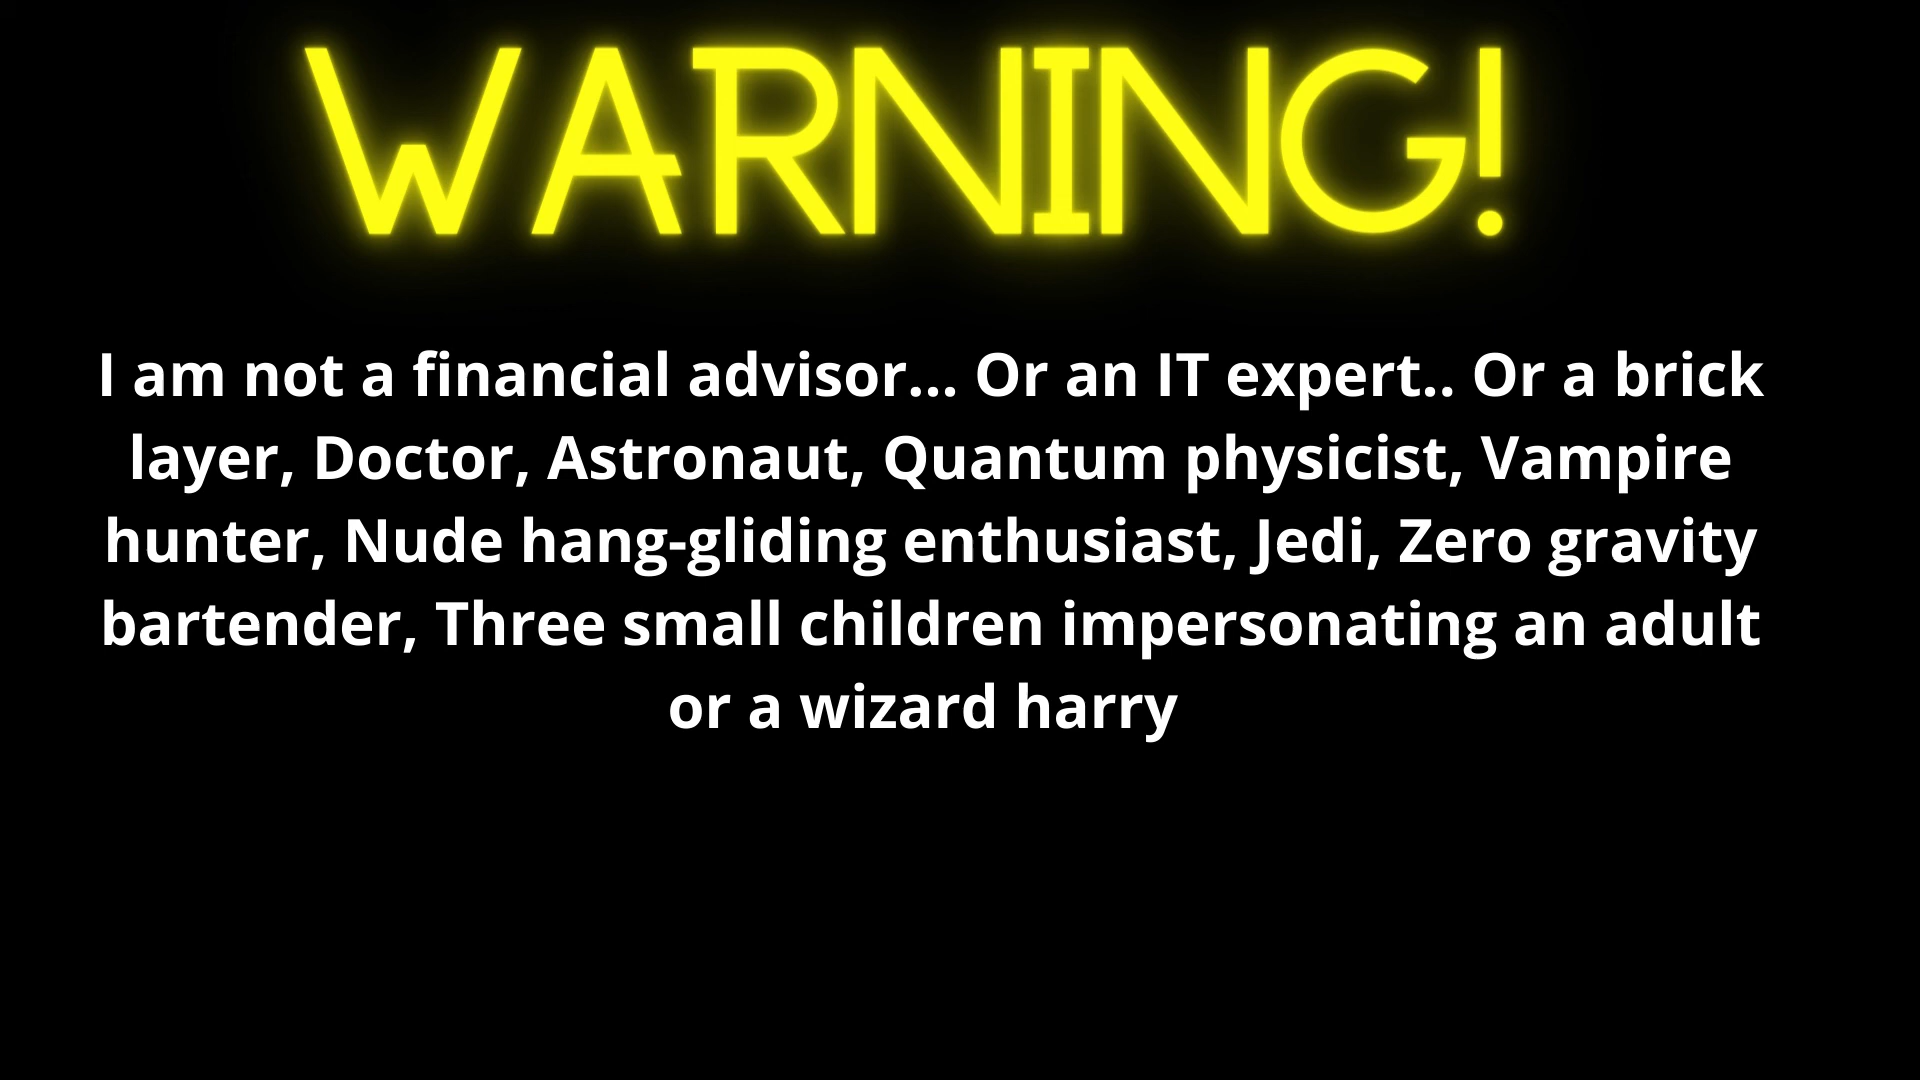 WARNING!
I am not a financial advisor... Or an IT expert.. Or a brick
layer, Doctor, Astronaut, Quantum physicist, Vampire
hunter, Nude hang-gliding enthusiast, Jedi, Zero gravity
bartender, Three small children impersonating an adult
or a wizard harry